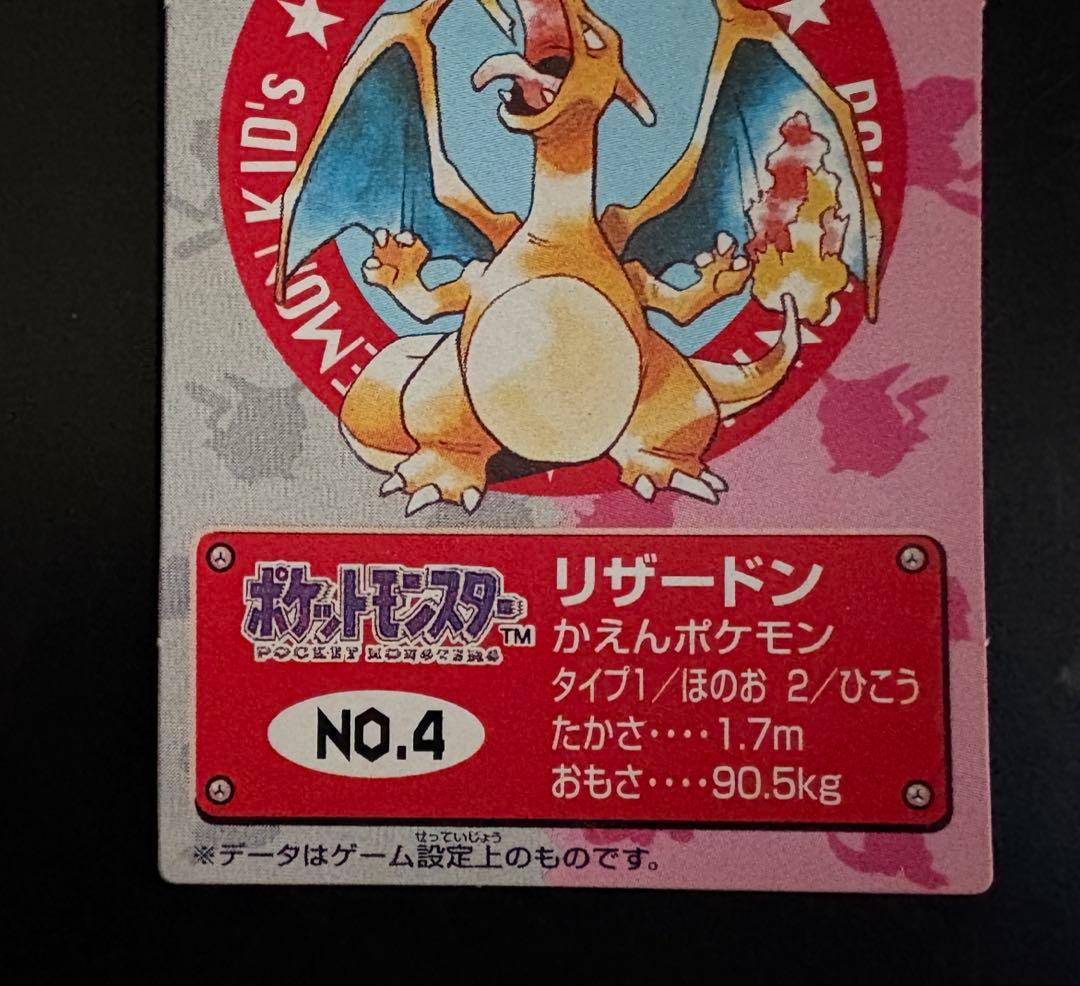 KID's
ポケットモンスター™
POCKET MONSTERS
NO.4
リザードン
かえんポケモン
タイプ1/ほのお 2/ひこう
たかさ‥‥1.7m
おもさ‥‥90.5kg
せっていじょう
※データはゲーム設定上のものです。